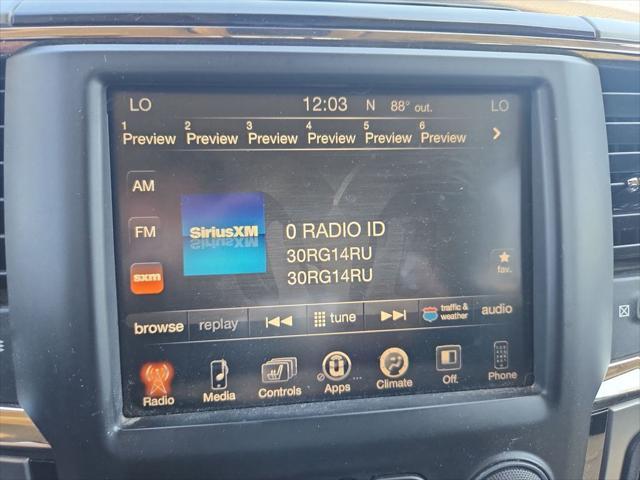 LO 12:03 N 88° out. LO
1 Preview 2 Preview 3 Preview 4 Preview 5 Preview 6 Preview >
AM
FM
sxm
SiriusXM
0 RADIO ID
30RG14RU
30RG14RU
fav.
browse replay tune traffic & weather audio
Radio Media Controls Apps Climate Off. Phone